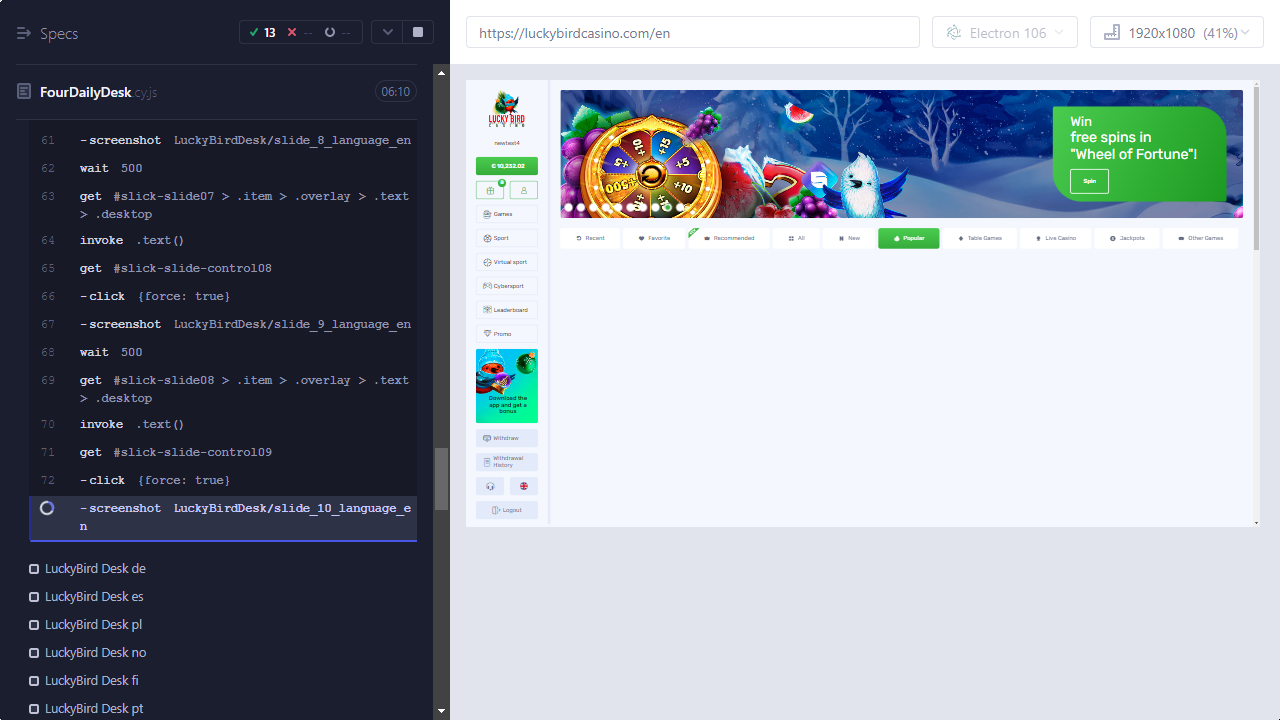 Specs
13
--
--
FourDailyDesk.cy.js
06:10
61 -screenshot LuckyBirdDesk/slide_8_language_en
62 wait 500
63 get #slick-slide07 > .item > .overlay > .text
> .desktop
64 invoke .text()
65 get #slick-slide-control08
66 -click {force: true}
67 -screenshot LuckyBirdDesk/slide_9_language_en
68 wait 500
69 get #slick-slide08 > .item > .overlay > .text
> .desktop
70 invoke .text()
71 get #slick-slide-control09
72 -click {force: true}
-screenshot LuckyBirdDesk/slide_10_language_e
n
LuckyBird Desk de
LuckyBird Desk es
LuckyBird Desk pl
LuckyBird Desk no
LuckyBird Desk fi
LuckyBird Desk pt
https://luckybirdcasino.com/en
Electron 106
1920x1080 (41%)
LUCKY BIRD
CASINO
newtest4
€ 10,232.02
Games
Sport
Virtual sport
Cybersport
Leaderboard
Promo
Download the
app and get a
bonus
Withdraw
Withdrawal
History
Logout
Win
free spins in
"Wheel of Fortune"!
Spin
Recent
Favorite
Recommended
All
New
Popular
Table Games
Live Casino
Jackpots
Other Games